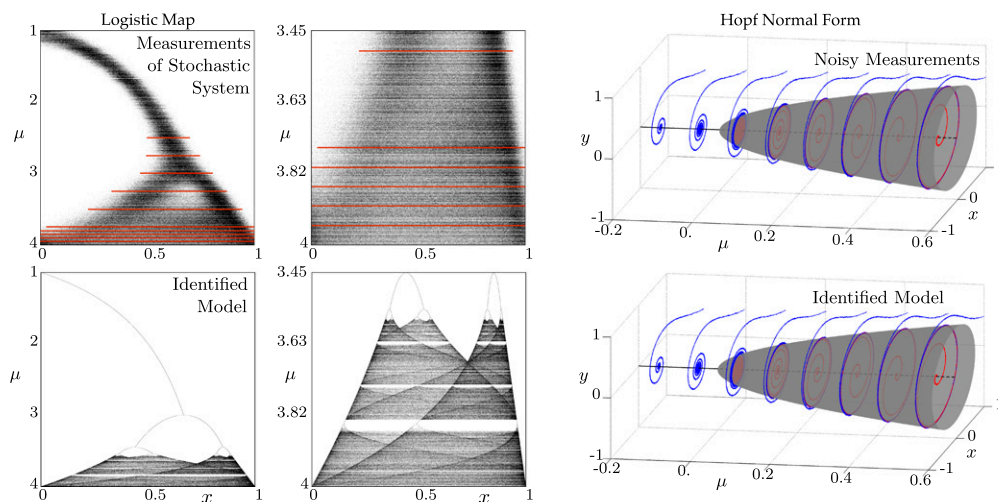 Logistic Map
Measurements
of Stochastic
System
1
2
μ
3
4
0
0.5
1
3.45
3.63
μ
3.82
4
0
0.5
1
Identified
Model
1
2
μ
3
4
0
0.5
x
1
3.45
3.63
μ
3.82
4
0
0.5
x
1
Hopf Normal Form
Noisy Measurements
1
y
0
-1
-0.2
0.
μ
0.2
0.4
0.6
-1
x
0
Identified Model
1
y
0
-1
-0.2
0.
μ
0.2
0.4
0.6
-1
x
0